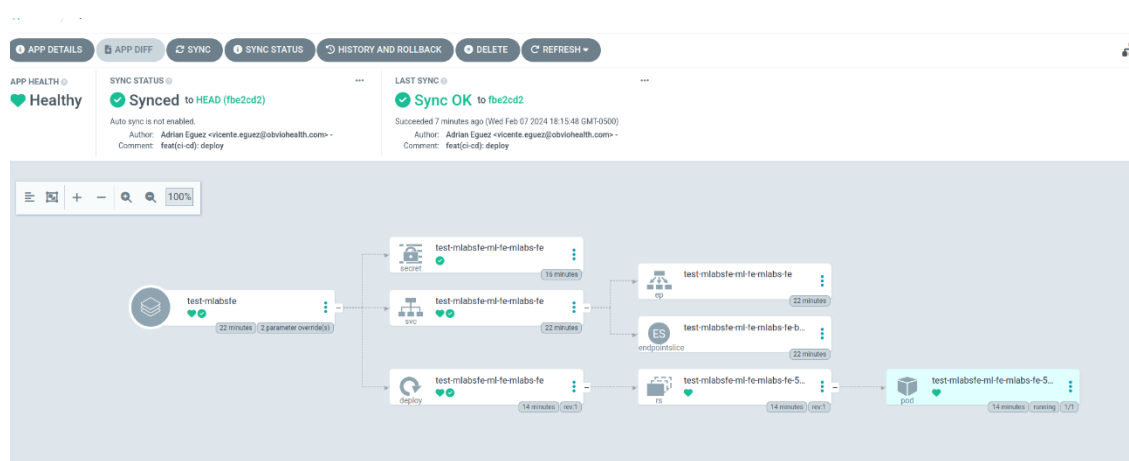 APP DETAILS APP DIFF SYNC SYNC STATUS HISTORY AND ROLLBACK DELETE REFRESH
APP HEALTH
Healthy
SYNC STATUS
Synced to HEAD (fbe2cd2)
Auto sync is not enabled.
Author: Adrian Eguez <vicente.eguez@obviohealth.com> -
Comment: feat(ci-cd): deploy
LAST SYNC
Sync OK to fbe2cd2
Succeeded 7 minutes ago (Wed Feb 07 2024 18:15:48 GMT-0500)
Author: Adrian Eguez <vicente.eguez@obviohealth.com> -
Comment: feat(ci-cd): deploy
100%
test-mlabsfe
22 minutes 2 parameter override(s)
secret
test-mlabsfe-ml-fe-mlabs-fe
16 minutes
svc
test-mlabsfe-ml-fe-mlabs-fe
22 minutes
deploy
test-mlabsfe-ml-fe-mlabs-fe
14 minutes rev:1
ep
test-mlabsfe-ml-fe-mlabs-fe
22 minutes
ES
endpointslice
test-mlabsfe-ml-fe-mlabs-fe-b...
22 minutes
rs
test-mlabsfe-ml-fe-mlabs-fe-5...
14 minutes rev:1
pod
test-mlabsfe-ml-fe-mlabs-fe-5...
14 minutes running 1/1